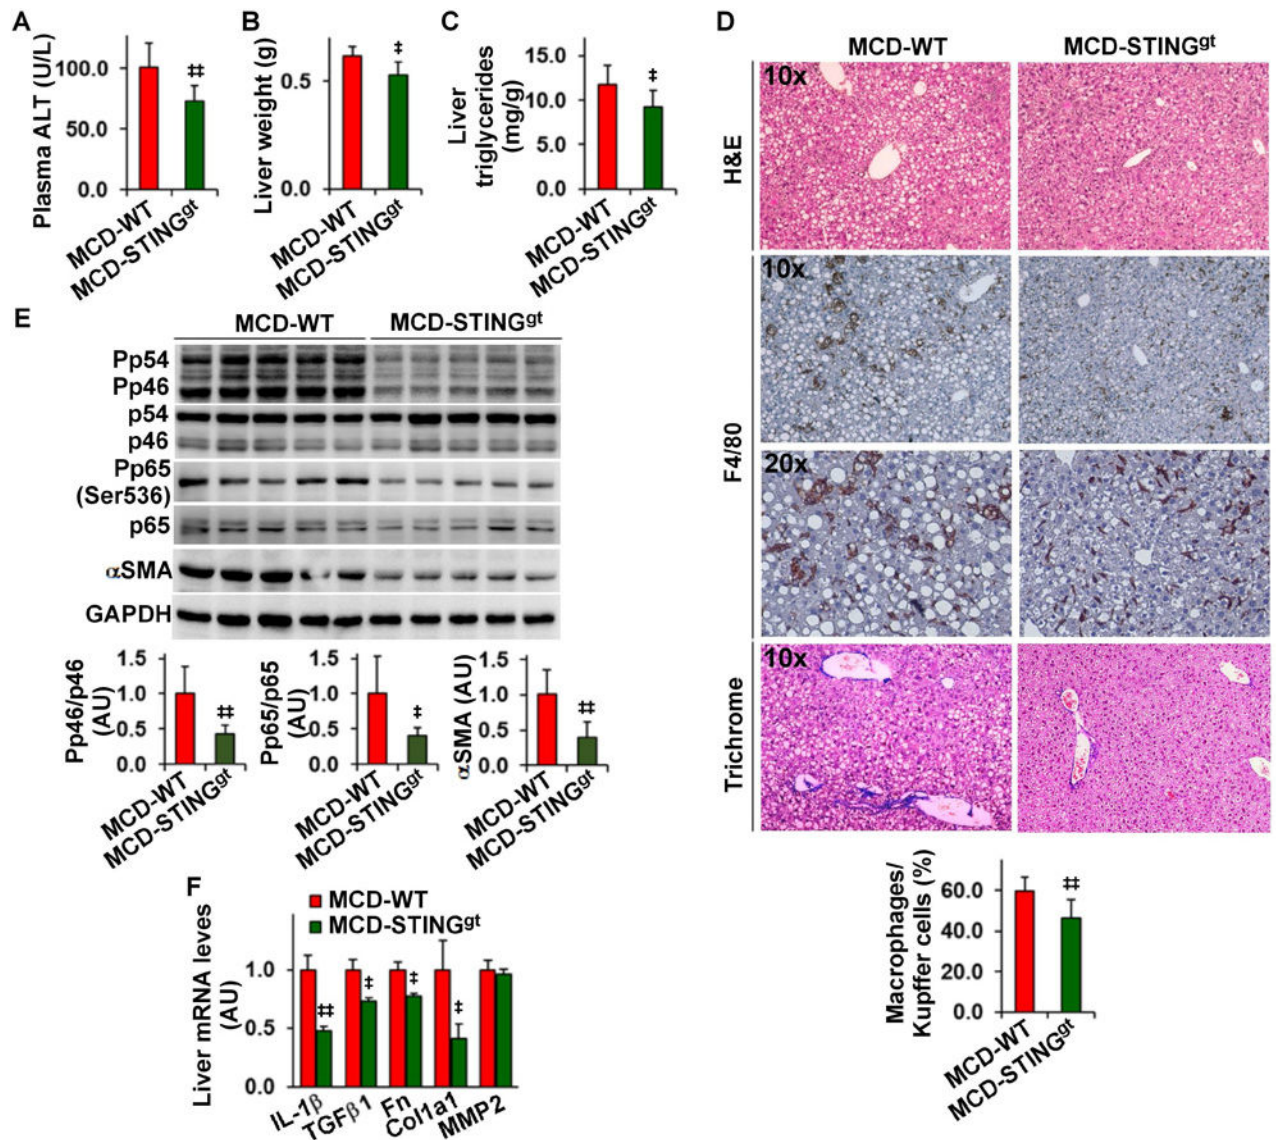 A
Plasma ALT (U/L)
100.0
50.0
0.0
‡‡
MCD-WT
MCD-STINGgt
B
Liver weight (g)
0.5
0.0
‡
MCD-WT
MCD-STINGgt
C
Liver
triglycerides
(mg/g)
15.0
10.0
5.0
0.0
‡
MCD-WT
MCD-STINGgt
D
MCD-WT
MCD-STINGgt
H&E
10x
F4/80
10x
20x
Trichrome
10x
Macrophages/
Kupffer cells (%)
60.0
40.0
20.0
0.0
‡‡
MCD-WT
MCD-STINGgt
E
MCD-WT
MCD-STINGgt
Pp54
Pp46
p54
p46
Pp65
(Ser536)
p65
αSMA
GAPDH
Pp46/p46
(AU)
1.5
1.0
0.5
0.0
‡‡
MCD-WT
MCD-STINGgt
Pp65/p65
(AU)
1.5
1.0
0.5
0.0
‡
MCD-WT
MCD-STINGgt
αSMA (AU)
1.5
1.0
0.5
0.0
‡‡
MCD-WT
MCD-STINGgt
F
MCD-WT
MCD-STINGgt
Liver mRNA leves
(AU)
1.0
0.5
0.0
‡‡
‡
‡
‡
IL-1β
TGFβ1
Fn
Col1a1
MMP2